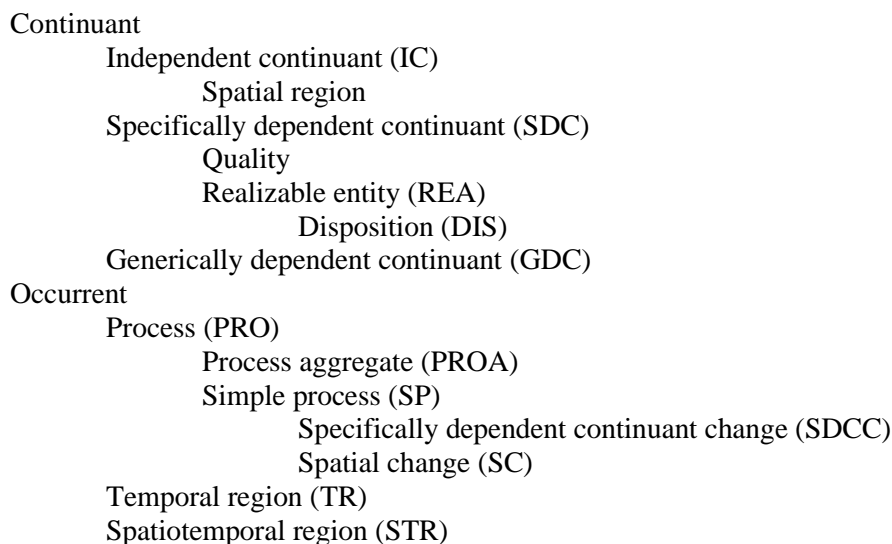 Continuant
Independent continuant (IC)
Spatial region
Specifically dependent continuant (SDC)
Quality
Realizable entity (REA)
Disposition (DIS)
Generically dependent continuant (GDC)
Occurrent
Process (PRO)
Process aggregate (PROA)
Simple process (SP)
Specifically dependent continuant change (SDCC)
Spatial change (SC)
Temporal region (TR)
Spatiotemporal region (STR)